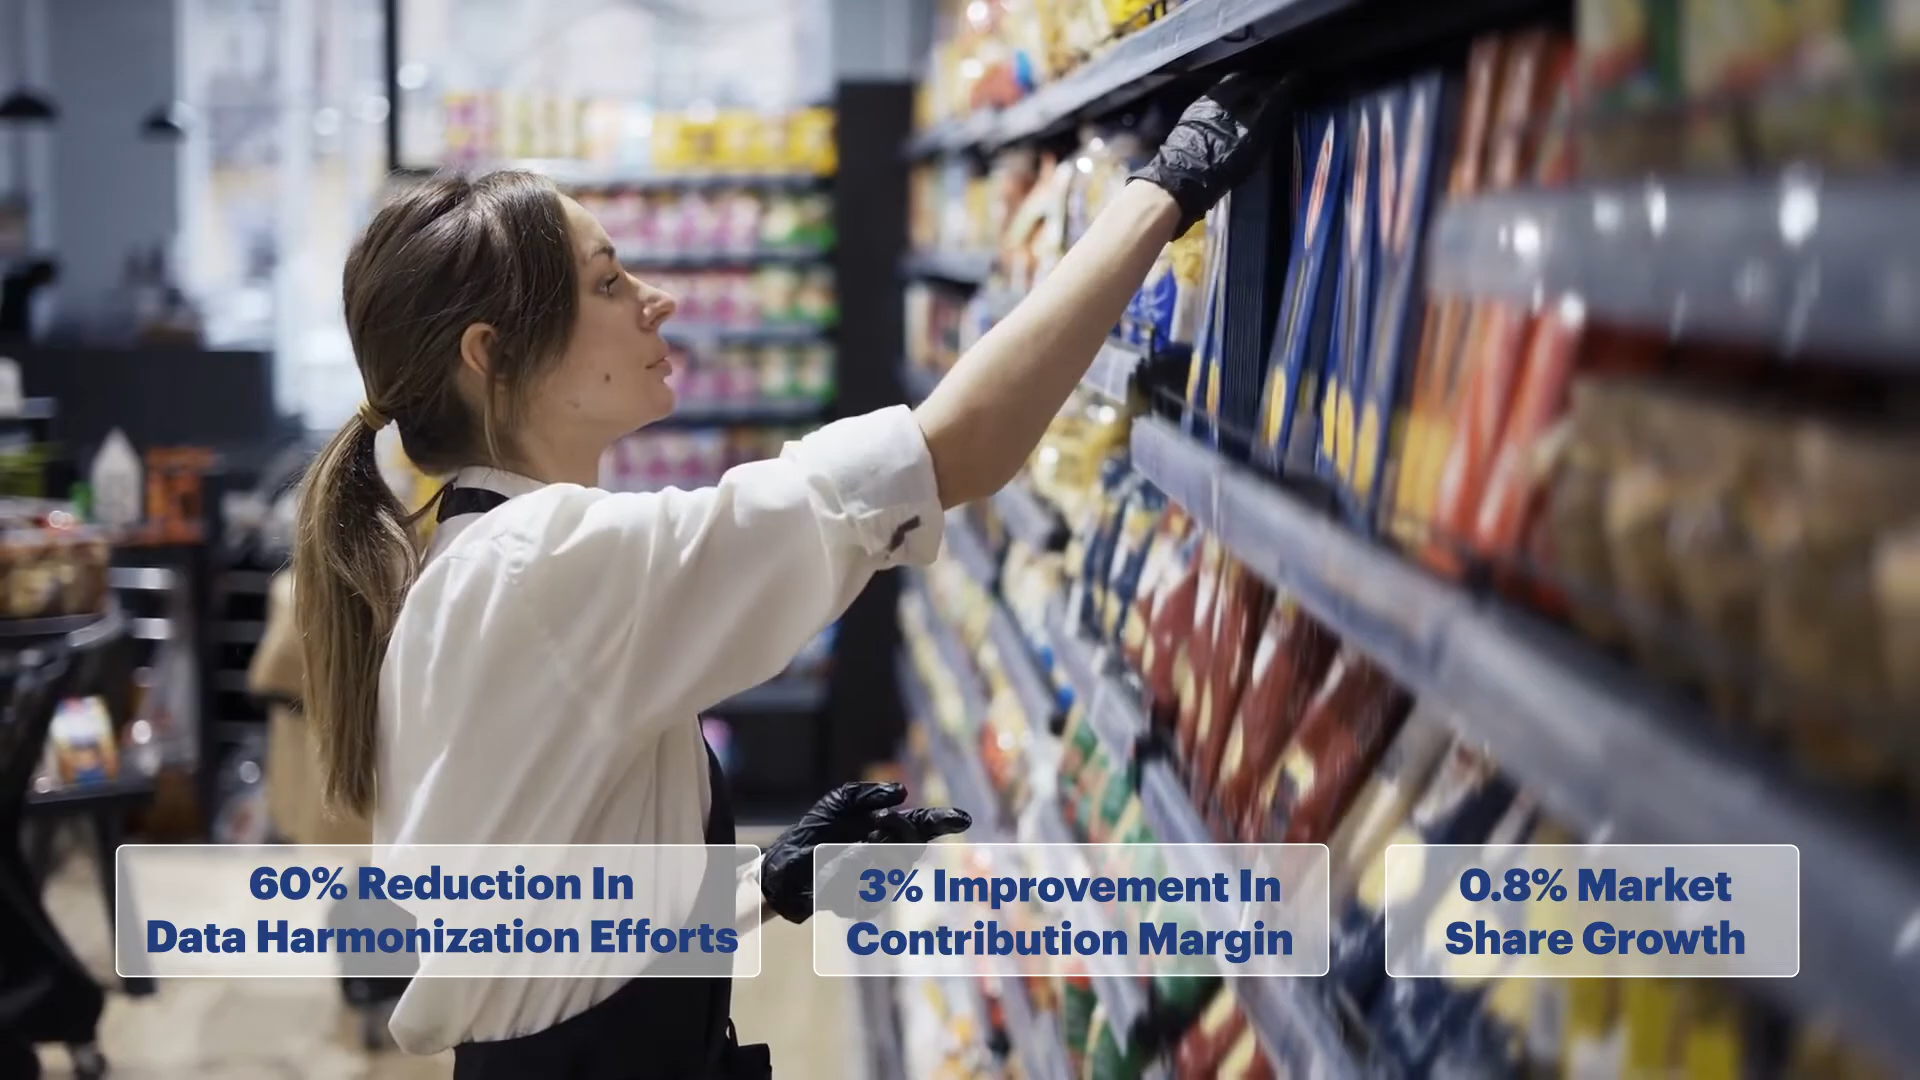 60% Reduction In
Data Harmonization Efforts
3% Improvement In
Contribution Margin
0.8% Market
Share Growth